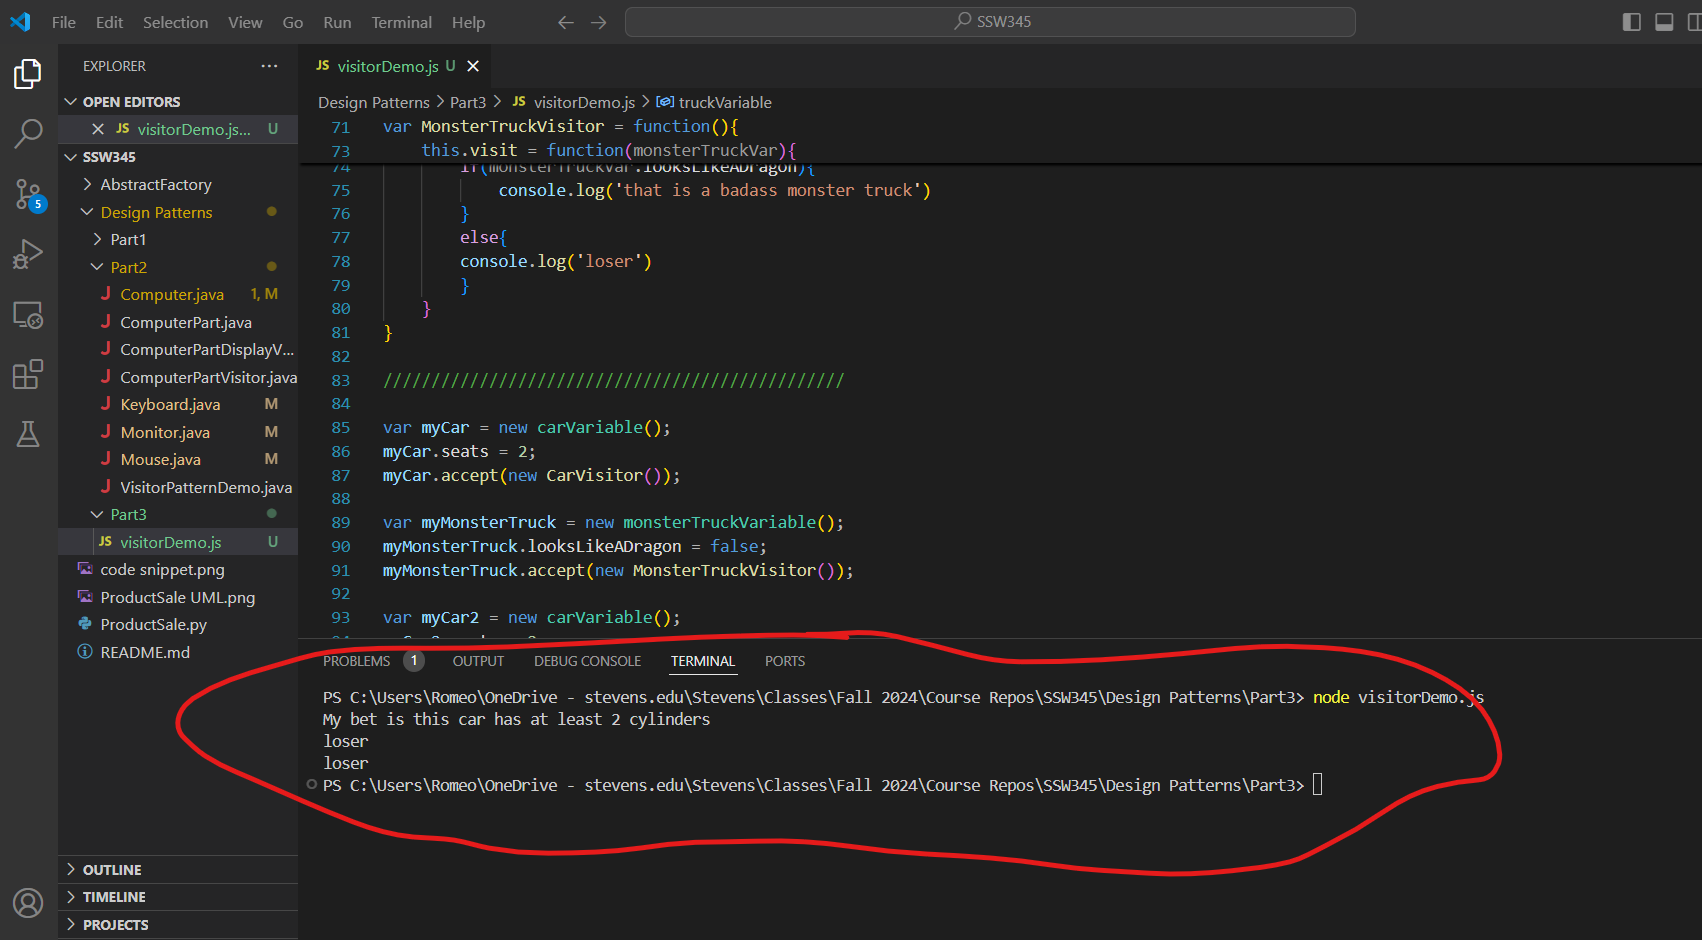 File Edit Selection View Go Run Terminal Help
SSW345
EXPLORER
OPEN EDITORS
JS visitorDemo.js... U
SSW345
AbstractFactory
Design Patterns
Part1
Part2
J Computer.java 1, M
J ComputerPart.java
J ComputerPartDisplayV...
J ComputerPartVisitor.java
J Keyboard.java M
J Monitor.java M
J Mouse.java M
J VisitorPatternDemo.java
Part3
JS visitorDemo.js U
code snippet.png
ProductSale UML.png
ProductSale.py
README.md
OUTLINE
TIMELINE
PROJECTS
5
JS visitorDemo.js U
Design Patterns > Part3 > JS visitorDemo.js > truckVariable
71 var MonsterTruckVisitor = function(){
73 this.visit = function(monsterTruckVar){
74 if(monsterTruckVar.looksLikeADragon){
75 console.log('that is a badass monster truck')
76 }
77 else{
78 console.log('loser')
79 }
80 }
81 }
82
83 ////////////////////////////////////////////////
84
85 var myCar = new carVariable();
86 myCar.seats = 2;
87 myCar.accept(new CarVisitor());
88
89 var myMonsterTruck = new monsterTruckVariable();
90 myMonsterTruck.looksLikeADragon = false;
91 myMonsterTruck.accept(new MonsterTruckVisitor());
92
93 var myCar2 = new carVariable();
PROBLEMS 1 OUTPUT DEBUG CONSOLE TERMINAL PORTS
PS C:\Users\Romeo\OneDrive - stevens.edu\Stevens\Classes\Fall 2024\Course Repos\SSW345\Design Patterns\Part3> node visitorDemo.js
My bet is this car has at least 2 cylinders
loser
loser
PS C:\Users\Romeo\OneDrive - stevens.edu\Stevens\Classes\Fall 2024\Course Repos\SSW345\Design Patterns\Part3>